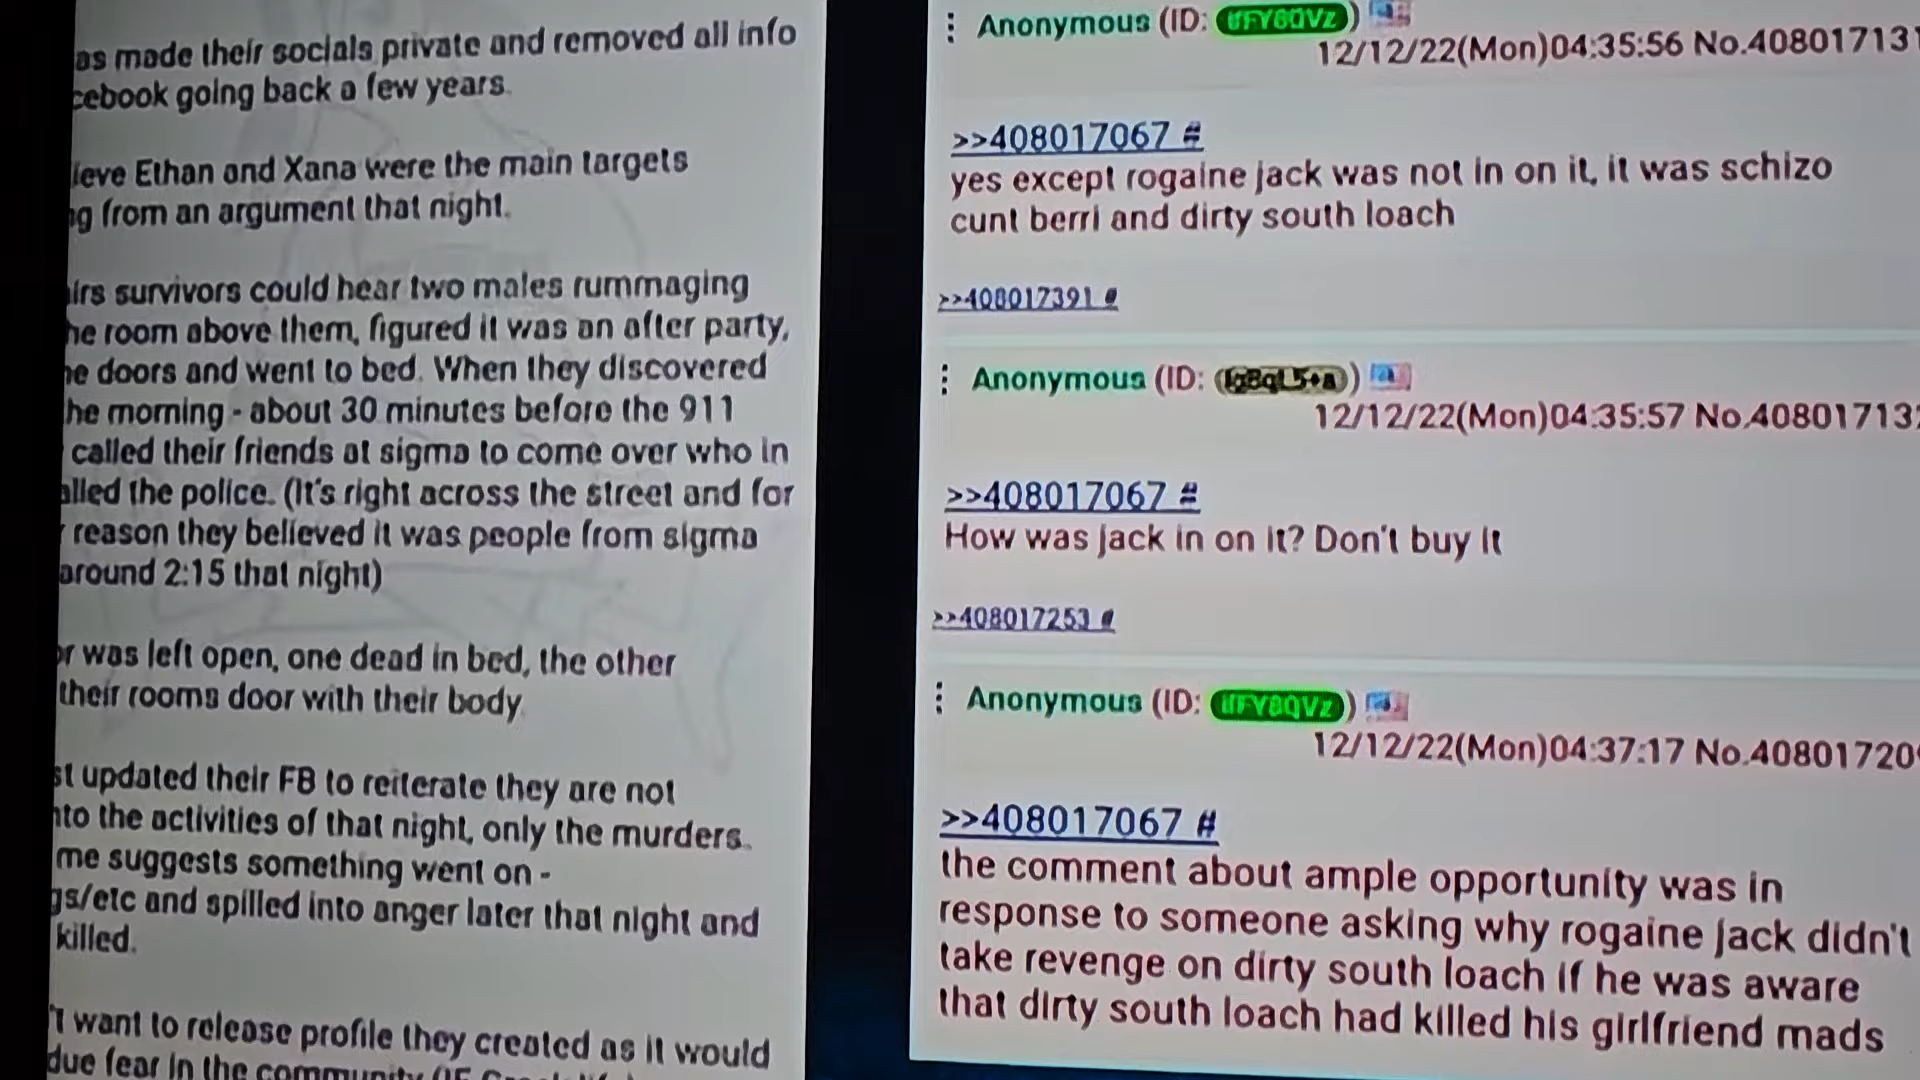 as made their socials private and removed all info
cebook going back a few years.
ieve Ethan and Xana were the main targets
ng from an argument that night.
irs survivors could hear two males rummaging
he room above them, figured it was an after party,
he doors and went to bed. When they discovered
he morning - about 30 minutes before the 911
called their friends at sigma to come over who in
alled the police. (It's right across the street and for
r reason they believed it was people from sigma
around 2:15 that night)
or was left open, one dead in bed, the other
their rooms door with their body.
st updated their FB to reiterate they are not
nto the activities of that night, only the murders.
me suggests something went on -
gs/etc and spilled into anger later that night and
killed.
't want to release profile they created as it would
due fear in the community
Anonymous (ID: )
12/12/22(Mon)04:35:56 No.408017131
>>408017067 #
yes except rogaine jack was not in on it, it was schizo
cunt berri and dirty south loach
>>408017391 #
Anonymous (ID: )
12/12/22(Mon)04:35:57 No.40801713
>>408017067 #
How was jack in on it? Don't buy it
>>408017253 #
Anonymous (ID: )
12/12/22(Mon)04:37:17 No.40801720
>>408017067 #
the comment about ample opportunity was in
response to someone asking why rogaine jack didn't
take revenge on dirty south loach if he was aware
that dirty south loach had killed his girlfriend mads